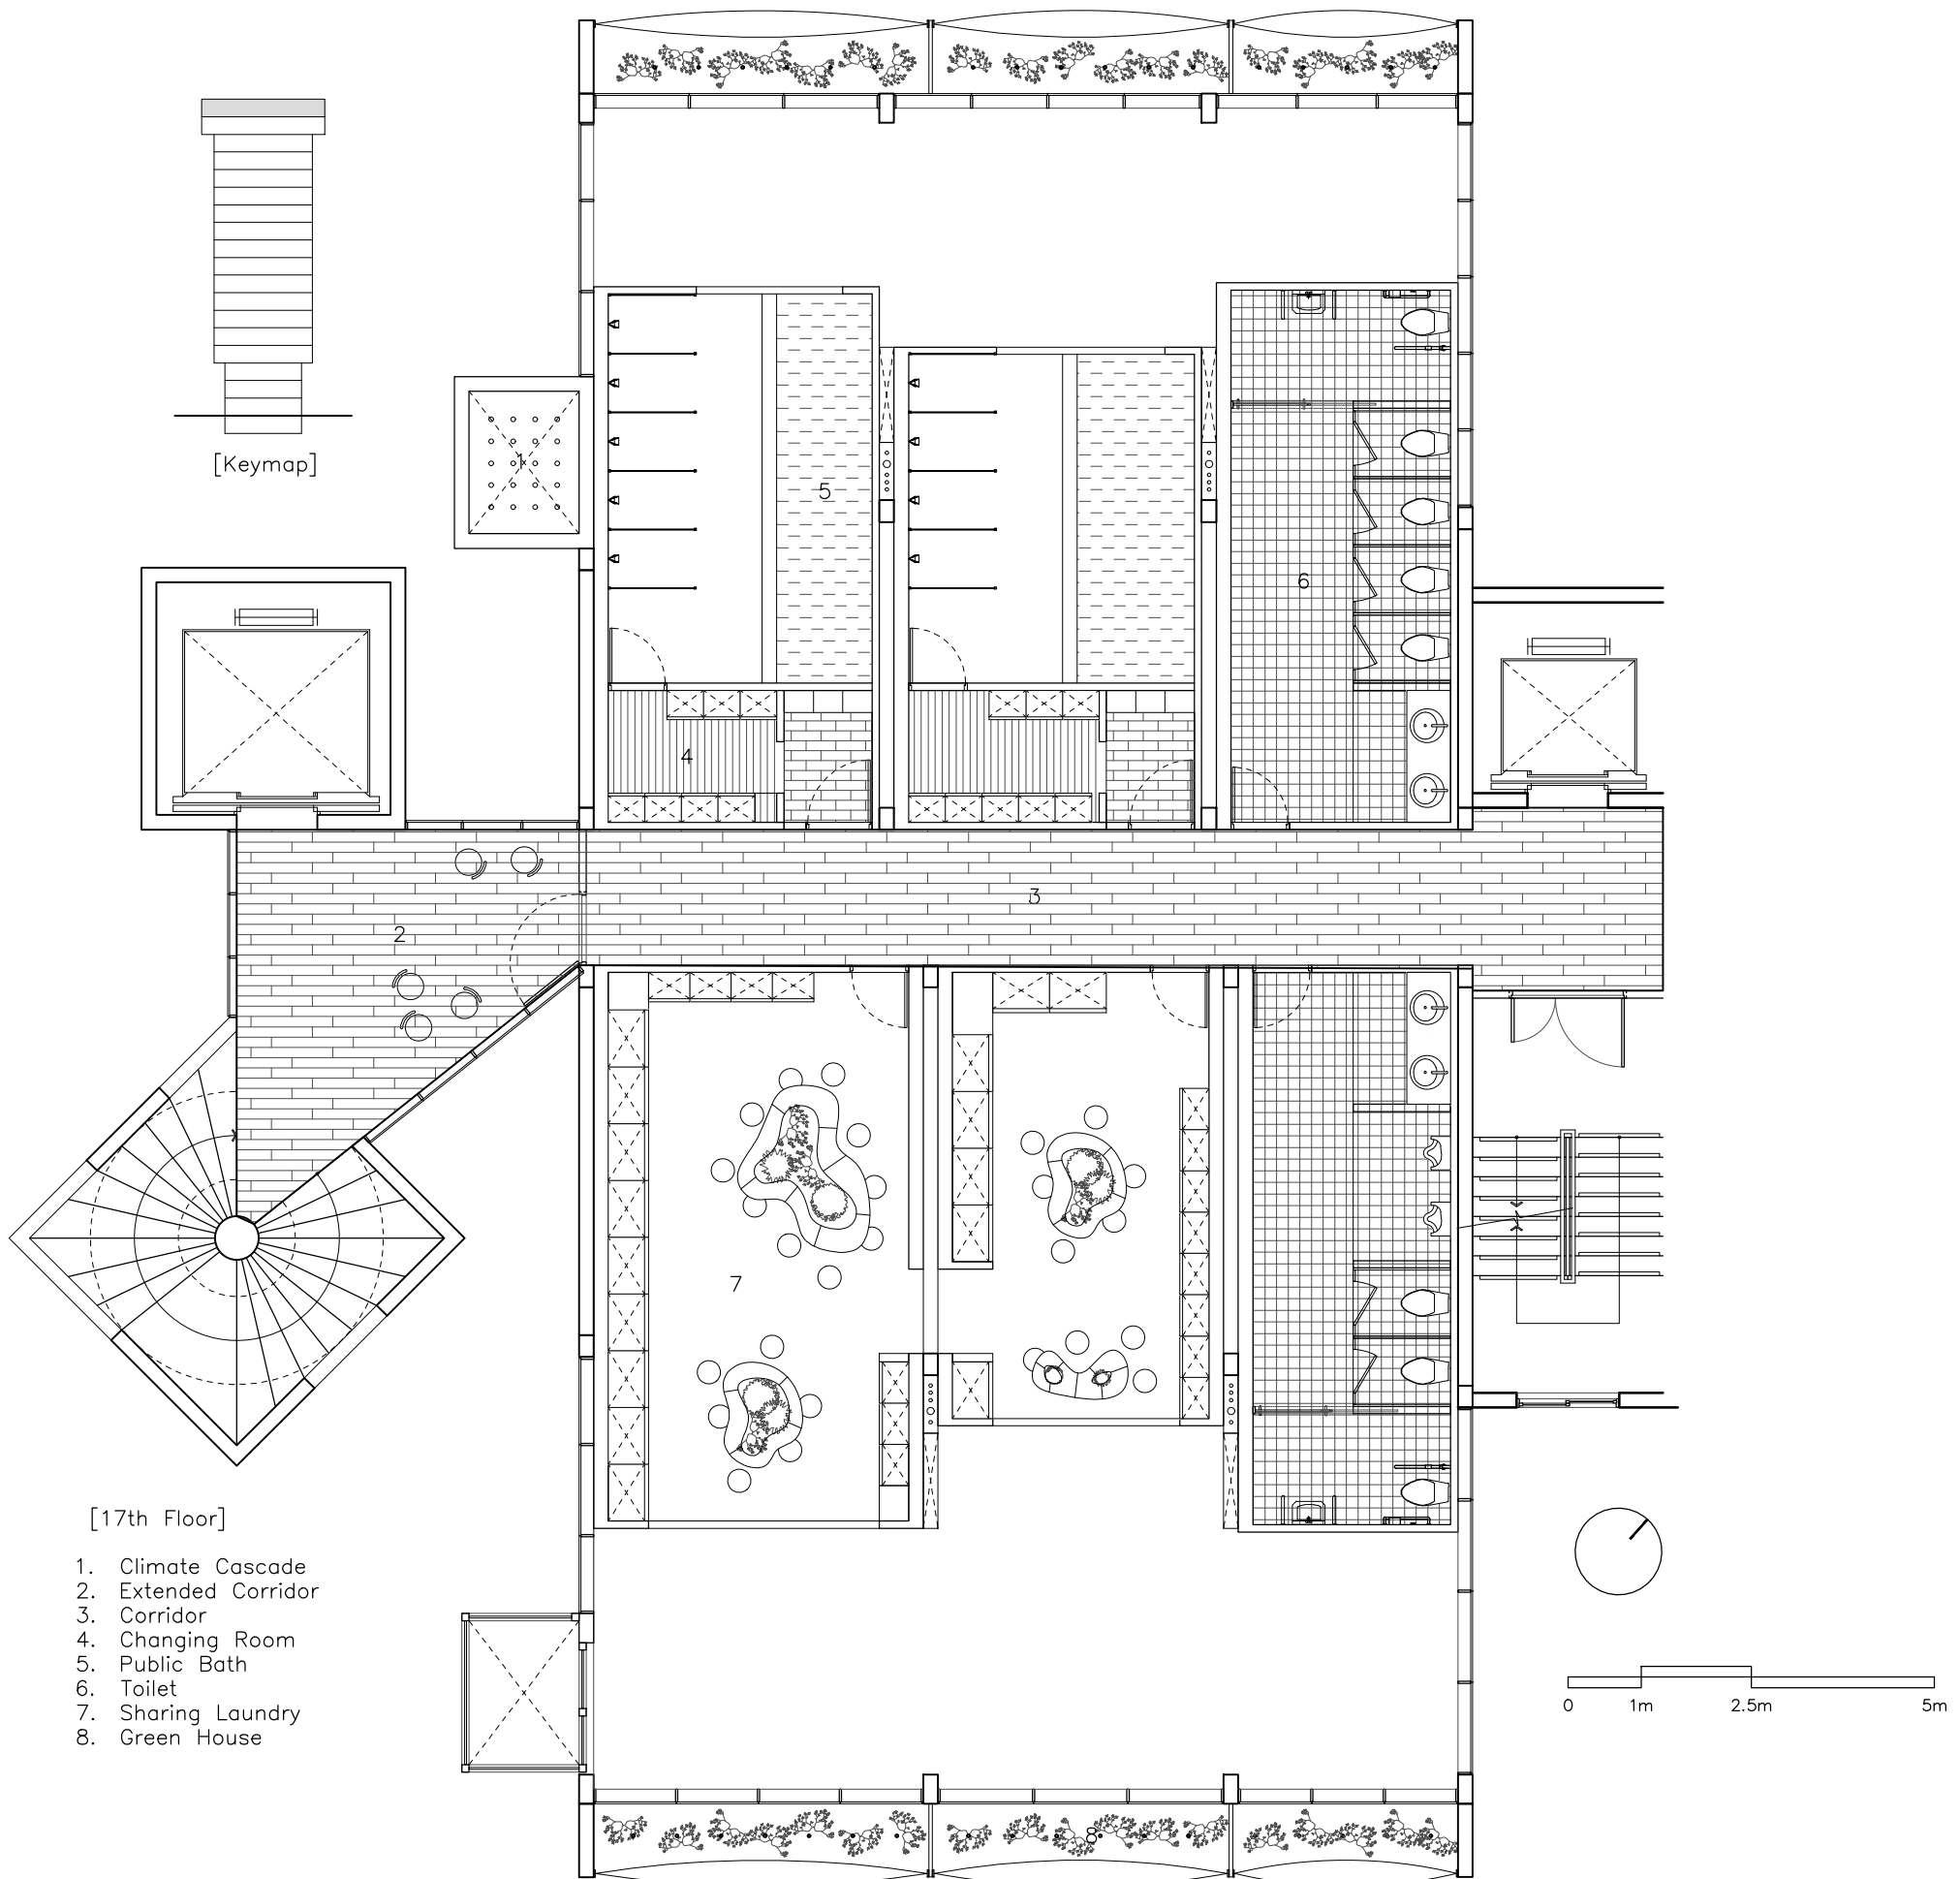 [Keymap]
1
5
6
4
3
2
7
[17th Floor]
1. Climate Cascade
2. Extended Corridor
3. Corridor
4. Changing Room
5. Public Bath
6. Toilet
7. Sharing Laundry
8. Green House
0 1m 2.5m 5m
8